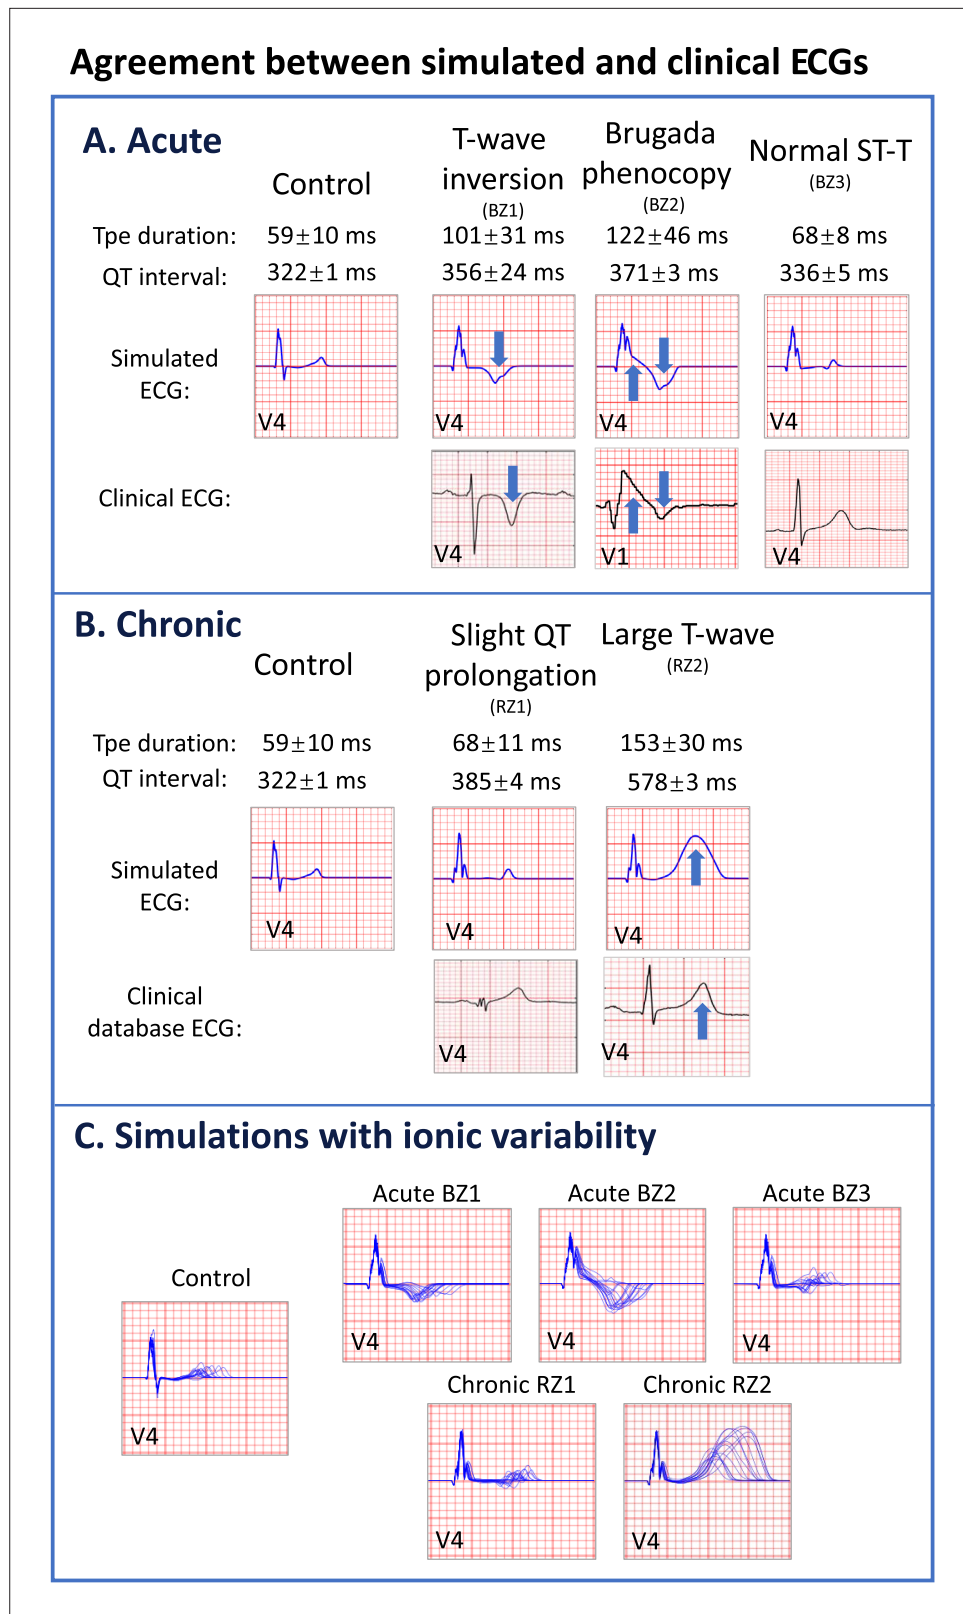 Agreement between simulated and clinical ECGs
A. Acute
Control
T-wave
inversion
(BZ1)
Brugada
phenocopy
(BZ2)
Normal ST-T
(BZ3)
Tpe duration:
59±10 ms
101±31 ms
122±46 ms
68±8 ms
QT interval:
322±1 ms
356±24 ms
371±3 ms
336±5 ms
Simulated
ECG:
V4
V4
V4
V4
Clinical ECG:
V4
V1
V4
B. Chronic
Control
Slight QT
prolongation
(RZ1)
Large T-wave
(RZ2)
Tpe duration:
59±10 ms
68±11 ms
153±30 ms
QT interval:
322±1 ms
385±4 ms
578±3 ms
Simulated
ECG:
V4
V4
V4
Clinical
database ECG:
V4
V4
C. Simulations with ionic variability
Control
V4
Acute BZ1
V4
Acute BZ2
V4
Acute BZ3
V4
Chronic RZ1
V4
Chronic RZ2
V4